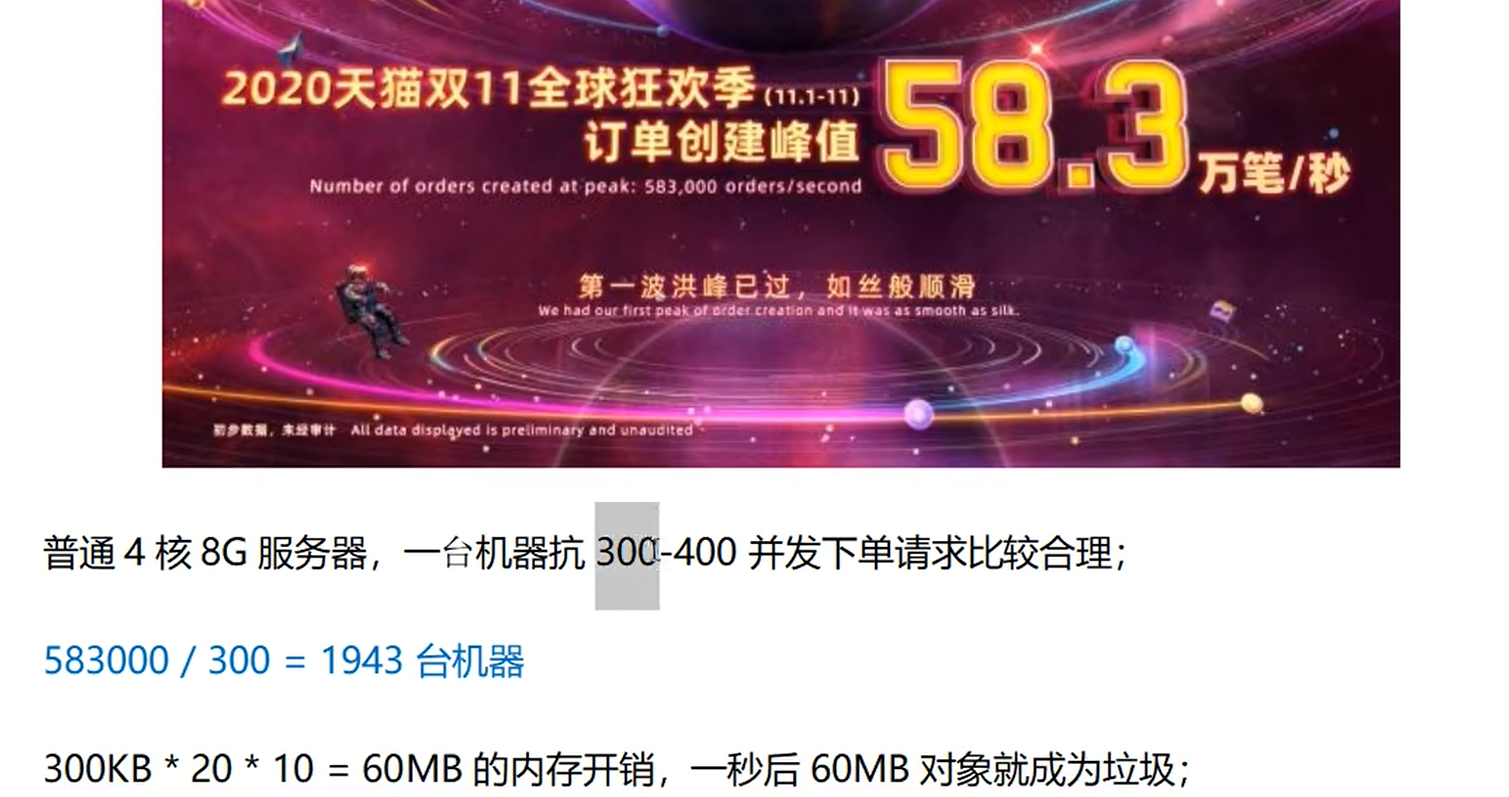 2020天猫双11全球狂欢季 (11.1-11)
订单创建峰值 58.3 万笔/秒
Number of orders created at peak: 583,000 orders/second
第一波洪峰已过，如丝般顺滑
We had our first peak of order creation and it was as smooth as silk.
初步数据，未经审计 All data displayed is preliminary and unaudited
普通 4 核 8G 服务器，一台机器抗 300-400 并发下单请求比较合理；
583000 / 300 = 1943 台机器
300KB * 20 * 10 = 60MB 的内存开销，一秒后 60MB 对象就成为垃圾；